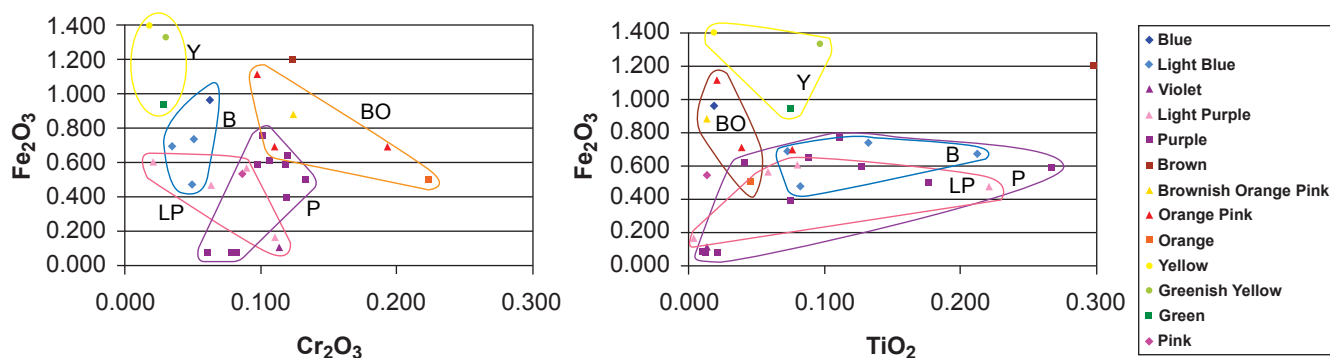 Fe₂O₃
1.400
1.200
1.000
0.800
0.600
0.400
0.200
0.000
0.000 0.100 0.200 0.300
Cr₂O₃
Y
B
BO
LP
P
Fe₂O₃
1.400
1.200
1.000
0.800
0.600
0.400
0.200
0.000
0.000 0.100 0.200 0.300
TiO₂
Y
BO
B
LP
P
Blue
Light Blue
Violet
Light Purple
Purple
Brown
Brownish Orange Pink
Orange Pink
Orange
Yellow
Greenish Yellow
Green
Pink